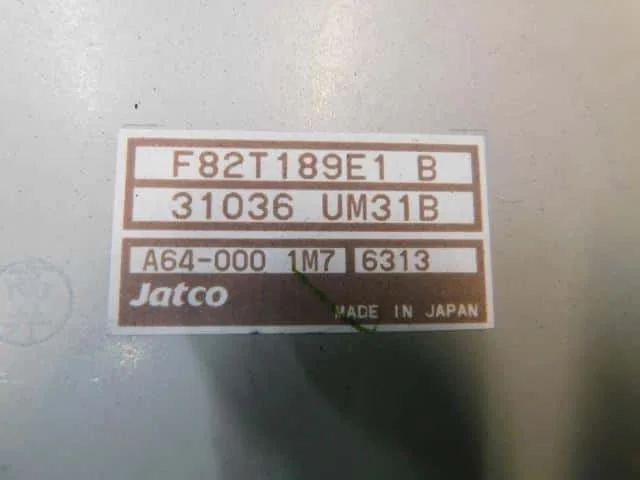 F82T189E1 B
31036 UM31B
A64-000 1M7 6313
Jatco MADE IN JAPAN